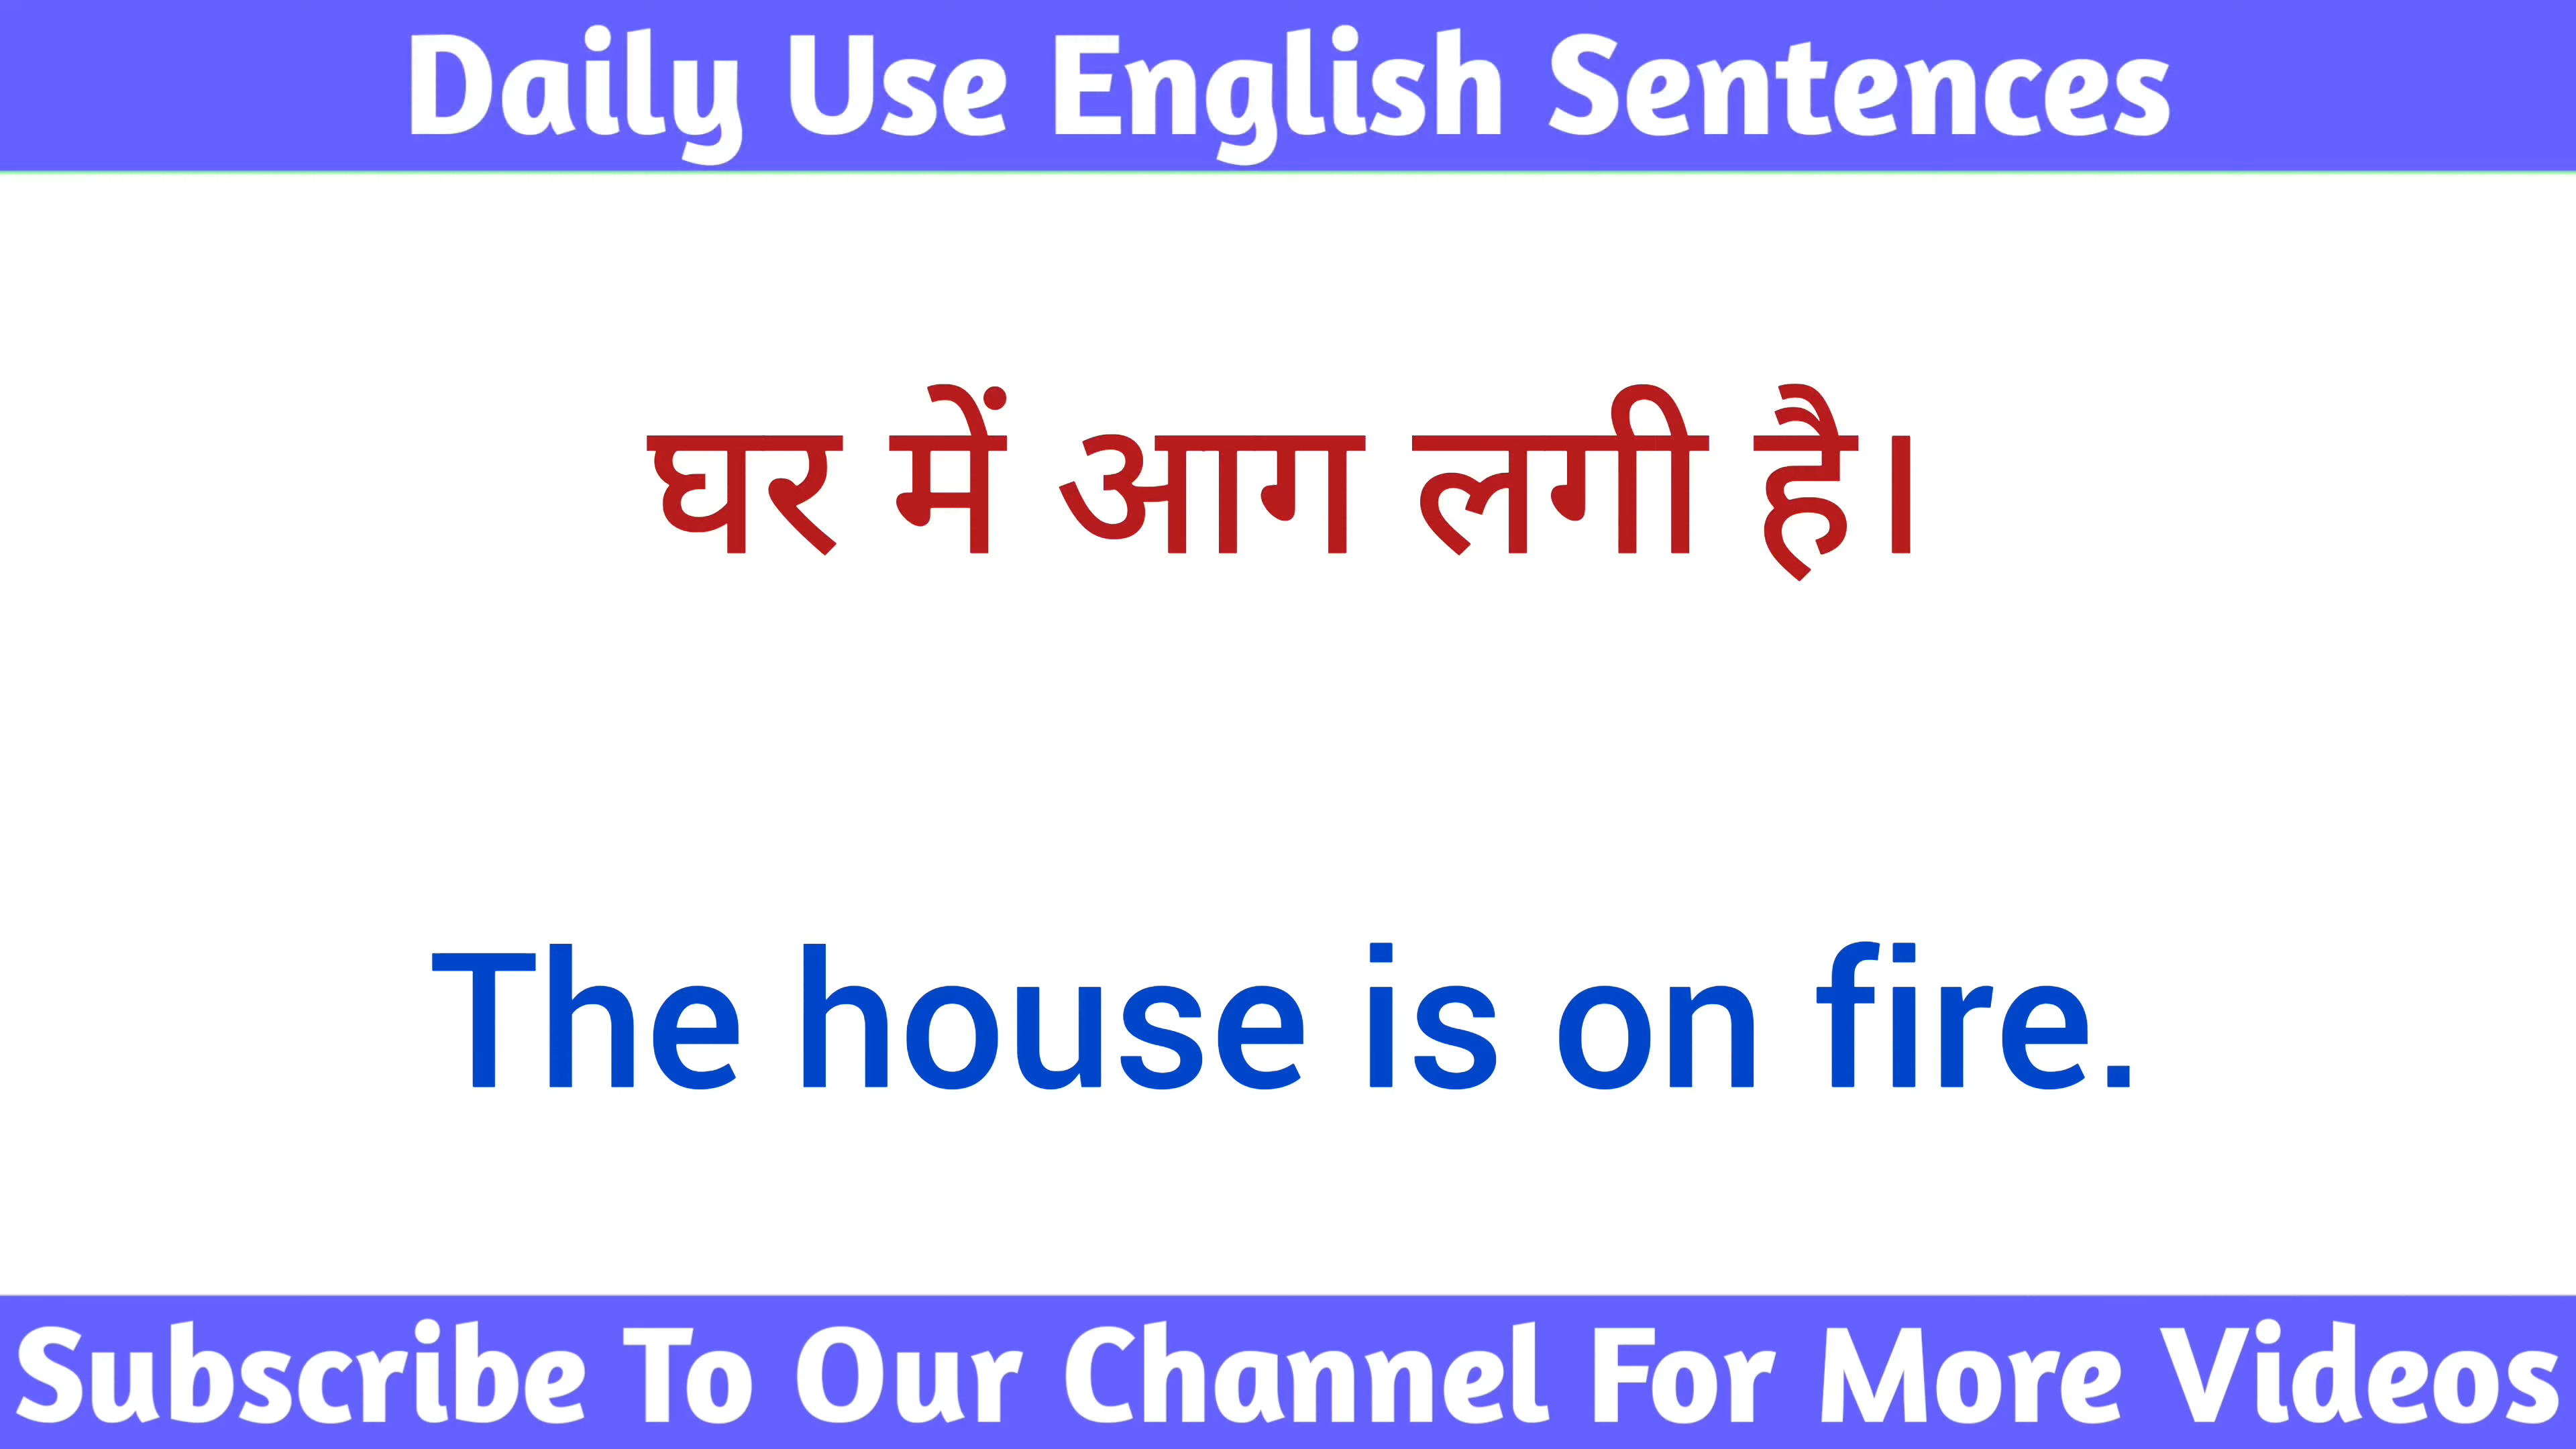 Daily Use English Sentences
घर में आग लगी है।
The house is on fire.
Subscribe To Our Channel For More Videos